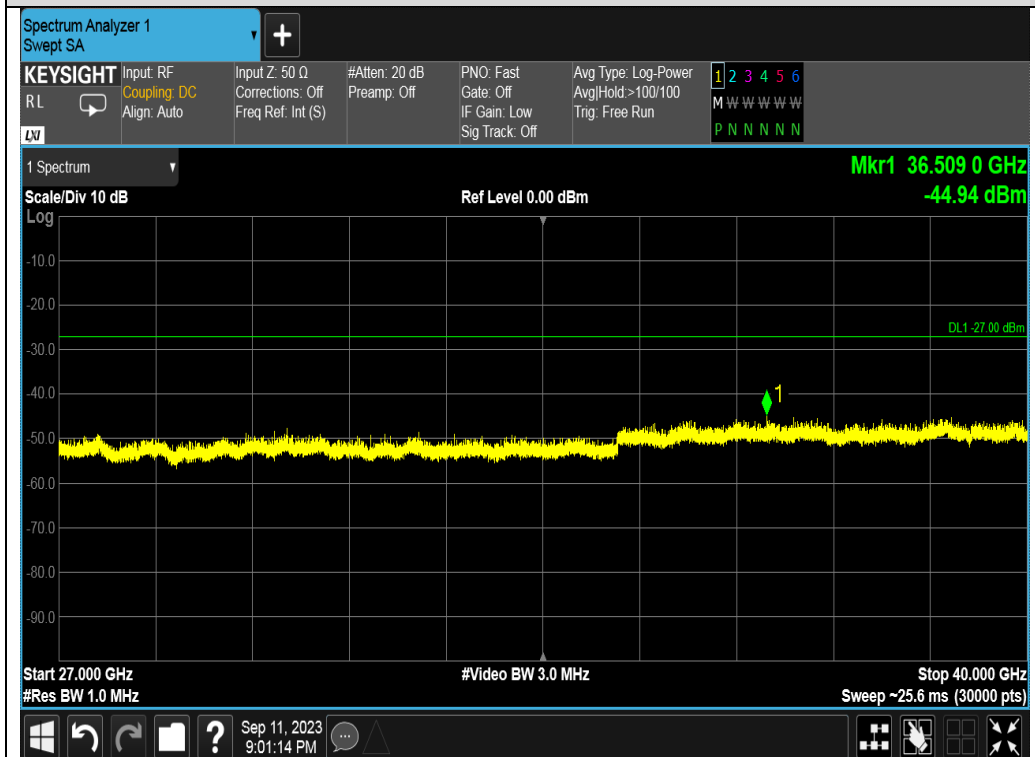 Spectrum Analyzer 1
Swept SA
+
KEYSIGHT
RL
LXI
Input: RF
Coupling: DC
Align: Auto
Input Z: 50 Ω
Corrections: Off
Freq Ref: Int (S)
#Atten: 20 dB
Preamp: Off
PNO: Fast
Gate: Off
IF Gain: Low
Sig Track: Off
Avg Type: Log-Power
Avg|Hold:>100/100
Trig: Free Run
1 2 3 4 5 6
M W W W W W
P N N N N N
1 Spectrum
Mkr1 36.509 0 GHz
Scale/Div 10 dB
Ref Level 0.00 dBm
-44.94 dBm
Log
-10.0
-20.0
DL1 -27.00 dBm
-30.0
-40.0
1
-50.0
-60.0
-70.0
-80.0
-90.0
Start 27.000 GHz
#Video BW 3.0 MHz
Stop 40.000 GHz
#Res BW 1.0 MHz
Sweep ~25.6 ms (30000 pts)
?
Sep 11, 2023
9:01:14 PM